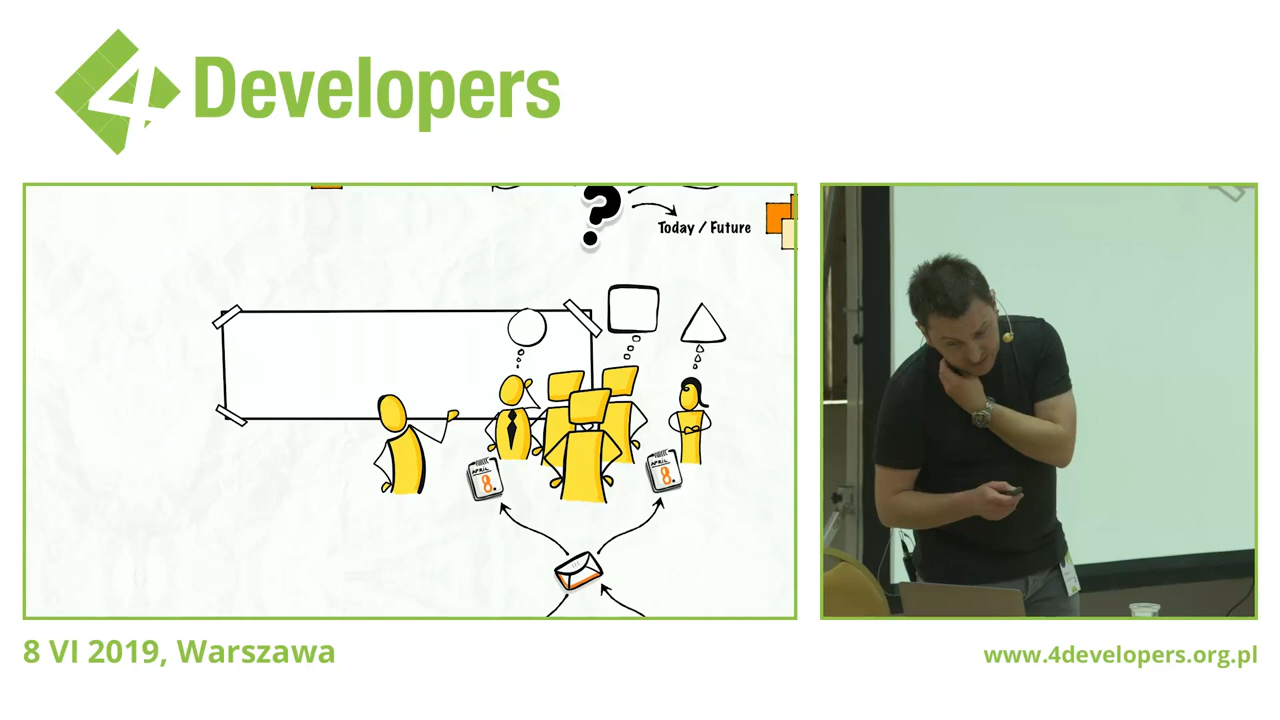 4Developers
?
Today / Future
APRIL
8.
APRIL
8.
8 VI 2019, Warszawa
www.4developers.org.pl